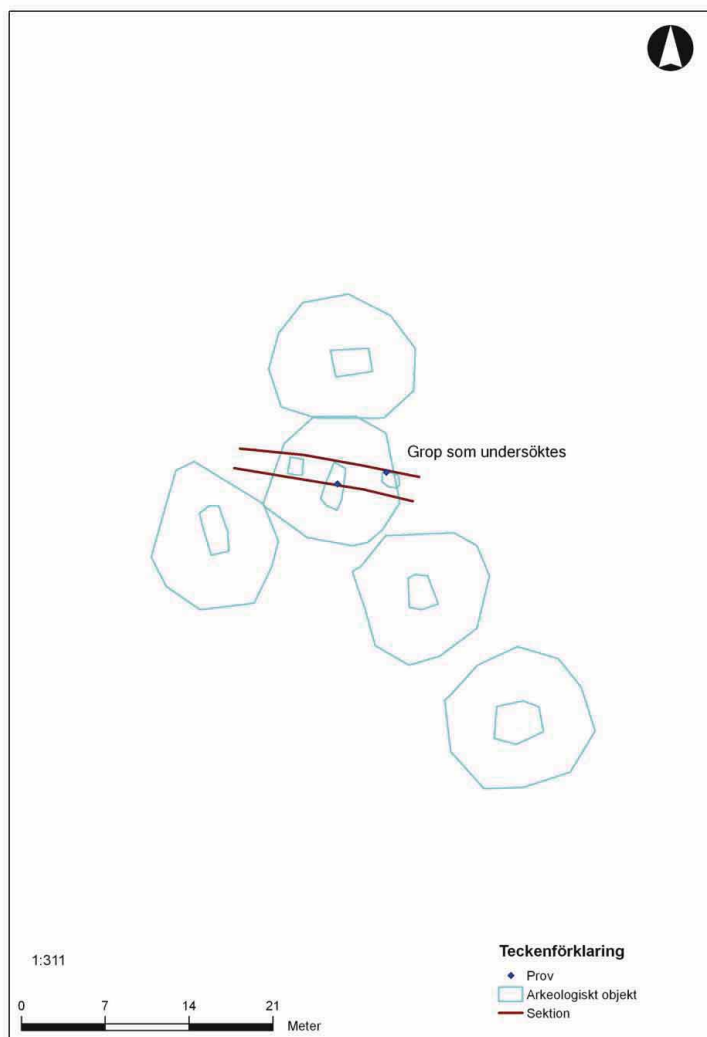 Grop som undersöktes
1:311
0 7 14 21
Meter
Teckenförklaring
Prov
Arkeologiskt objekt
Sektion